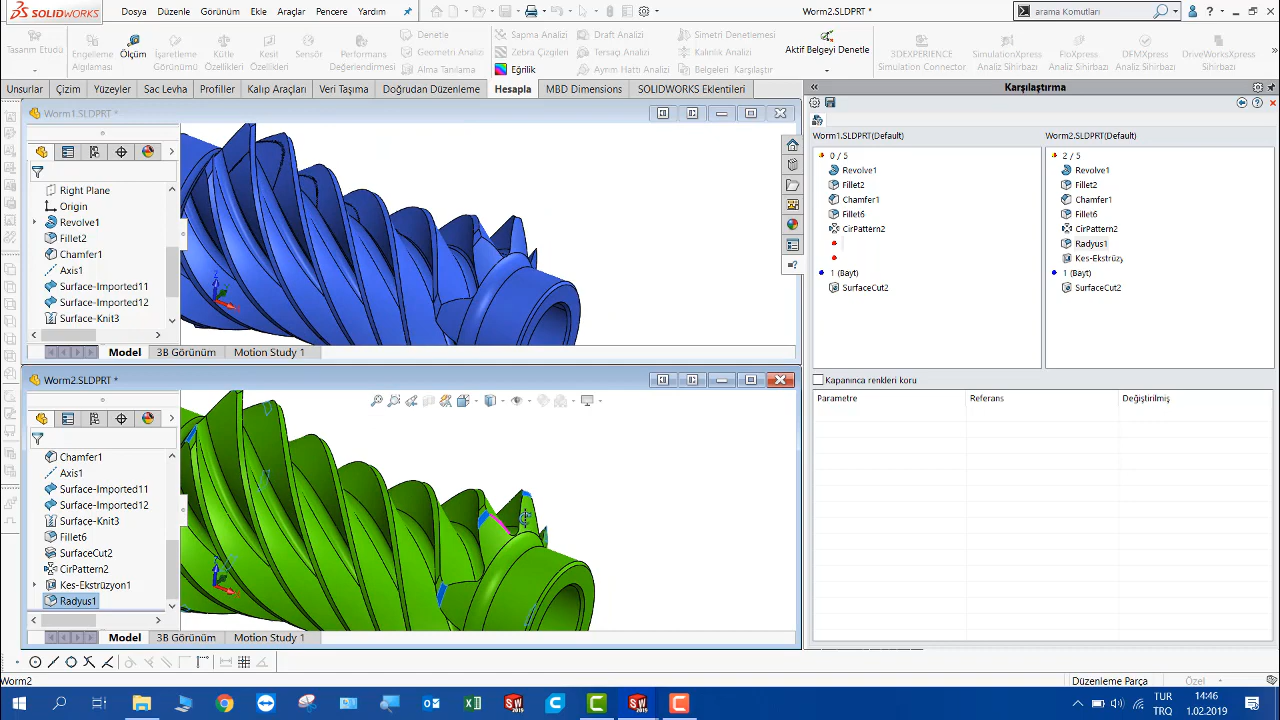 SOLIDWORKS Dosya Düzenle Görünüm Ekle Araçlar Pencere Yardım
Worm2.SLDPRT *
arama Komutları
Tasarım Etüdü
Engelleme Algılaması
Ölçüm
İşaretleme Görünümü
Kütle Özellikleri
Kesit Özellikleri
Sensör
Performans Değerlendirmesi
Denetle
Geometri Analizi
Alma Tanılama
Sapma Analizi
Zebra Çizgileri
Eğrilik
Draft Analizi
Tersaçı Analizi
Ayrım Hattı Analizi
Simetri Denetlemesi
Kalınlık Analizi
Belgeleri Karşılaştır
Aktif Belgeyi Denetle
3DEXPERIENCE Simulation Connector
SimulationXpress Analiz Sihirbazı
FloXpress Analiz Sihirbazı
DFMXpress Analiz Sihirbazı
DriveWorksXpress Sihirbazı
Unsurlar Çizim Yüzeyler Sac Levha Profiller Kalıp Araçları Veri Taşıma Doğrudan Düzenleme Hesapla MBD Dimensions SOLIDWORKS Eklentileri
Karşılaştırma
Worm1.SLDPRT *
Right Plane
Origin
Revolve1
Fillet2
Chamfer1
Axis1
Surface-Imported11
Surface-Imported12
Surface-Knit3
Model 3B Görünüm Motion Study 1
Worm2.SLDPRT *
Chamfer1
Axis1
Surface-Imported11
Surface-Imported12
Surface-Knit3
Fillet6
SurfaceCut2
CirPattern2
Kes-Ekstrüzyon1
Radyus1
Model 3B Görünüm Motion Study 1
Worm1.SLDPRT(Default)
0 / 5
Revolve1
Fillet2
Chamfer1
Fillet6
CirPattern2
1 (Bayt)
SurfaceCut2
Worm2.SLDPRT(Default)
2 / 5
Revolve1
Fillet2
Chamfer1
Fillet6
CirPattern2
Radyus1
Kes-Ekstrüzy
1 (Bayt)
SurfaceCut2
Kapanınca renkleri koru
Parametre Referans Değiştirilmiş
Worm2
Düzenleme Parça Özel
TUR
TRQ
14:46
1.02.2019